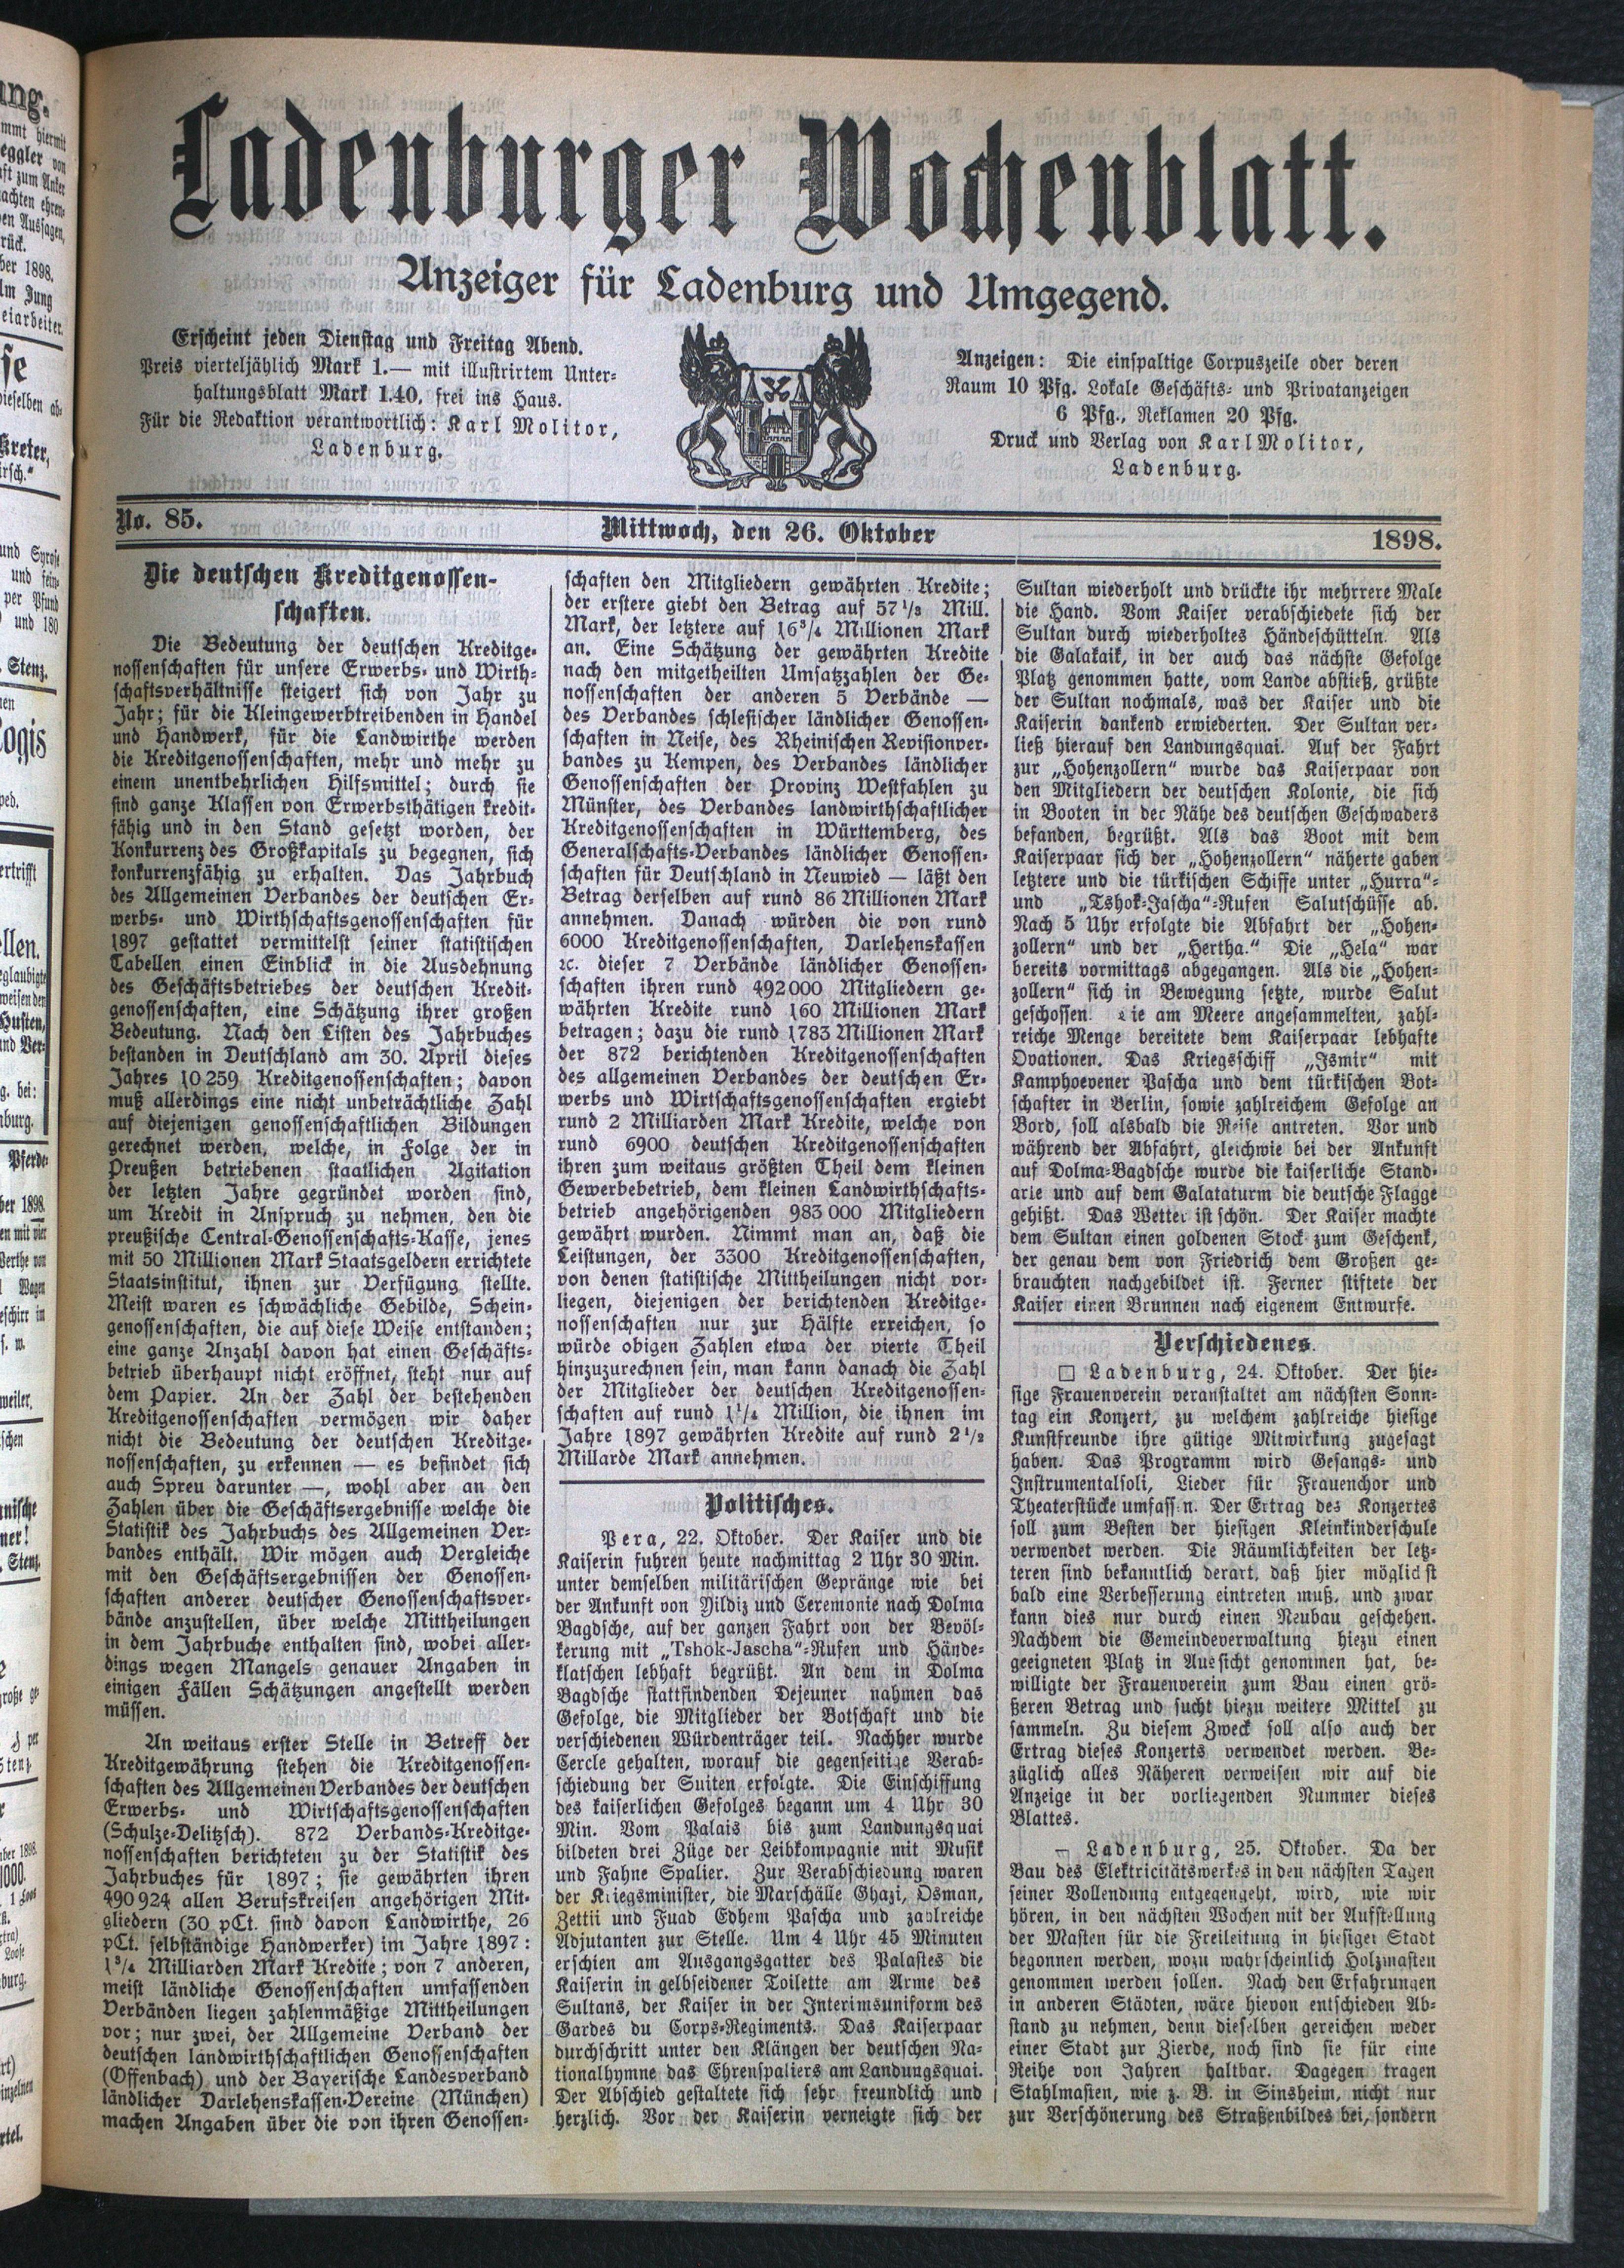 Ladenburger Wochenblatt.
Anzeiger für Ladenburg und Umgegend.
Erscheint jeden Dienstag und Freitag Abend.
Preis vierteljählich Mark 1.— mit illustrirtem Unter-
haltungsblatt Mark 1.40, frei ins Haus.
Für die Redaktion verantwortlich: Karl Molitor,
Ladenburg.
Anzeigen: Die einspaltige Corpuszeile oder deren
Raum 10 Pfg. Lokale Geschäfts- und Privatanzeigen
6 Pfg., Reklamen 20 Pfg.
Druck und Verlag von Karl Molitor,
Ladenburg.
No. 85.
Mittwoch, den 26. Oktober
1898.
Die deutschen Kreditgenossen-
schaften.
Die Bedeutung der deutschen Kreditge-
nossenschaften für unsere Erwerbs- und Wirth-
schaftsverhältnisse steigert sich von Jahr zu
Jahr; für die Kleingewerbtreibenden in Handel
und Handwerk, für die Landwirthe werden
die Kreditgenossenschaften, mehr und mehr zu
einem unentbehrlichen Hilfsmittel; durch sie
sind ganze Klassen von Erwerbsthätigen kredit-
fähig und in den Stand gesetzt worden, der
Konkurrenz des Großkapitals zu begegnen, sich
konkurrenzfähig zu erhalten. Das Jahrbuch
des Allgemeinen Verbandes der deutschen Er-
werbs- und Wirthschaftsgenossenschaften für
1897 gestattet vermittelst seiner statistischen
Tabellen einen Einblick in die Ausdehnung
des Geschäftsbetriebes der deutschen Kredit-
genossenschaften, eine Schätzung ihrer großen
Bedeutung. Nach den Listen des Jahrbuches
bestanden in Deutschland am 30. April dieses
Jahres 10259 Kreditgenossenschaften; davon
muß allerdings eine nicht unbeträchtliche Zahl
auf diejenigen genossenschaftlichen Bildungen
gerechnet werden, welche, in Folge der in
Preußen betriebenen staatlichen Agitation
der letzten Jahre gegründet worden sind,
um Kredit in Anspruch zu nehmen, den die
preußische Central-Genossenschafts-Kasse, jenes
mit 50 Millionen Mark Staatsgeldern errichtete
Staatsinstitut, ihnen zur Verfügung stellte.
Meist waren es schwächliche Gebilde, Schein-
genossenschaften, die auf diese Weise entstanden;
eine ganze Anzahl davon hat einen Geschäfts-
betrieb überhaupt nicht eröffnet, steht nur auf
dem Papier. An der Zahl der bestehenden
Kreditgenossenschaften vermögen wir daher
nicht die Bedeutung der deutschen Kreditge-
nossenschaften, zu erkennen — es befindet sich
auch Spreu darunter —, wohl aber an den
Zahlen über die Geschäftsergebnisse welche die
Statistik des Jahrbuchs des Allgemeinen Ver-
bandes enthält. Wir mögen auch Vergleiche
mit den Geschäftsergebnissen der Genossen-
schaften anderer deutscher Genossenschaftsver-
bände anzustellen, über welche Mittheilungen
in dem Jahrbuche enthalten sind, wobei aller-
dings wegen Mangels genauer Angaben in
einigen Fällen Schätzungen angestellt werden
müssen.
An weitaus erster Stelle in Betreff der
Kreditgewährung stehen die Kreditgenossen-
schaften des Allgemeinen Verbandes der deutschen
Erwerbs- und Wirtschaftsgenossenschaften
(Schulze-Delitzsch). 872 Verbands-Kreditge-
nossenschaften berichteten zu der Statistik des
Jahrbuches für 1897; sie gewährten ihren
490924 allen Berufskreisen angehörigen Mit-
gliedern (30 pCt. sind davon Landwirthe, 26
pCt. selbständige Handwerker) im Jahre 1897:
1³/₄ Milliarden Mark Kredite; von 7 anderen,
meist ländliche Genossenschaften umfassenden
Verbänden liegen zahlenmäßige Mittheilungen
vor; nur zwei, der Allgemeine Verband der
deutschen landwirthschaftlichen Genossenschaften
(Offenbach) und der Bayerische Landesverband
ländlicher Darlehenskassen-Vereine (München)
machen Angaben über die von ihren Genossen-
schaften den Mitgliedern gewährten Kredite;
der erstere giebt den Betrag auf 57¹/₂ Mill.
Mark, der letztere auf 16³/₄ Millionen Mark
an. Eine Schätzung der gewährten Kredite
nach den mitgetheilten Umsatzzahlen der Ge-
nossenschaften der anderen 5 Verbände —
des Verbandes schlesischer ländlicher Genossen-
schaften in Neise, des Rheinischen Revisionver-
bandes zu Kempen, des Verbandes ländlicher
Genossenschaften der Provinz Westfahlen zu
Münster, des Verbandes landwirthschaftlicher
Kreditgenossenschaften in Württemberg, des
Generalschafts-Verbandes ländlicher Genossen-
schaften für Deutschland in Neuwied — läßt den
Betrag derselben auf rund 86 Millionen Mark
annehmen. Danach würden die von rund
6000 Kreditgenossenschaften, Darlehenskassen
ꝛc. dieser 7 Verbände ländlicher Genossen-
schaften ihren rund 492000 Mitgliedern ge-
währten Kredite rund 160 Millionen Mark
betragen; dazu die rund 1783 Millionen Mark
der 872 berichtenden Kreditgenossenschaften
des allgemeinen Verbandes der deutschen Er-
werbs und Wirtschaftsgenossenschaften ergiebt
rund 2 Milliarden Mark Kredite, welche von
rund 6900 deutschen Kreditgenossenschaften
ihren zum weitaus größten Theil dem kleinen
Gewerbebetrieb, dem kleinen Landwirthschafts-
betrieb angehörigenden 983000 Mitgliedern
gewährt wurden. Nimmt man an, daß die
Leistungen, der 3300 Kreditgenossenschaften,
von denen statistische Mittheilungen nicht vor-
liegen, diejenigen der berichtenden Kreditge-
nossenschaften nur zur Hälfte erreichen, so
würde obigen Zahlen etwa der vierte Theil
hinzuzurechnen sein, man kann danach die Zahl
der Mitglieder der deutschen Kreditgenossen-
schaften auf rund 1¹/₄ Million, die ihnen im
Jahre 1897 gewährten Kredite auf rund 2¹/₂
Millarde Mark annehmen.
Politisches.
Pera, 22. Oktober. Der Kaiser und die
Kaiserin fuhren heute nachmittag 2 Uhr 30 Min.
unter demselben militärischen Gepränge wie bei
der Ankunft von Yildiz und Ceremonie nach Dolma
Bagdsche, auf der ganzen Fahrt von der Bevöl-
kerung mit „Tshok-Jascha“-Rufen und Hände-
klatschen lebhaft begrüßt. An dem in Dolma
Bagdsche stattfindenden Dejeuner nahmen das
Gefolge, die Mitglieder der Botschaft und die
verschiedenen Würdenträger teil. Nachher wurde
Cercle gehalten, worauf die gegenseitige Verab-
schiedung der Suiten erfolgte. Die Einschiffung
des kaiserlichen Gefolges begann um 4 Uhr 30
Min. Vom Palais bis zum Landungsquai
bildeten drei Züge der Leibkompagnie mit Musik
und Fahne Spalier. Zur Verabschiedung waren
der Kriegsminister, die Marschälle Ghazi, Osman,
Zettii und Fuad Edhem Pascha und zahlreiche
Adjutanten zur Stelle. Um 4 Uhr 45 Minuten
erschien am Ausgangsgatter des Palastes die
Kaiserin in gelbseidener Toilette am Arme des
Sultans, der Kaiser in der Interimsuniform des
Gardes du Corps-Regiments. Das Kaiserpaar
durchschritt unter den Klängen der deutschen Na-
tionalhymne das Ehrenspaliers am Landungsquai.
Der Abschied gestaltete sich sehr freundlich und
herzlich. Vor der Kaiserin verneigte sich der
Sultan wiederholt und drückte ihr mehrrere Male
die Hand. Vom Kaiser verabschiedete sich der
Sultan durch wiederholtes Händeschütteln. Als
die Galakaik, in der auch das nächste Gefolge
Platz genommen hatte, vom Lande abstieß, grüßte
der Sultan nochmals, was der Kaiser und die
Kaiserin dankend erwiederten. Der Sultan ver-
ließ hierauf den Landungsquai. Auf der Fahrt
zur „Hohenzollern“ wurde das Kaiserpaar von
den Mitgliedern der deutschen Kolonie, die sich
in Booten in der Nähe des deutschen Geschwaders
befanden, begrüßt. Als das Boot mit dem
Kaiserpaar sich der „Hohenzollern“ näherte gaben
letztere und die türkischen Schiffe unter „Hurra“-
und „Tshok-Jascha“-Rufen Salutschüsse ab.
Nach 5 Uhr erfolgte die Abfahrt der „Hohen-
zollern“ und der „Hertha.“ Die „Hela“ war
bereits vormittags abgegangen. Als die „Hohen-
zollern“ sich in Bewegung setzte, wurde Salut
geschossen. ie am Meere angesammelten, zahl-
reiche Menge bereitete dem Kaiserpaar lebhafte
Ovationen. Das Kriegsschiff „Ismir“ mit
Kamphoevener Pascha und dem türkischen Bot-
schafter in Berlin, sowie zahlreichem Gefolge an
Bord, soll alsbald die Reise antreten. Vor und
während der Abfahrt, gleichwie bei der Ankunft
auf Dolma-Bagdsche wurde die kaiserliche Stand-
arte und auf dem Galataturm die deutsche Flagge
gehißt. Das Wetter ist schön. Der Kaiser machte
dem Sultan einen goldenen Stock zum Geschenk,
der genau dem von Friedrich dem Großen ge-
brauchten nachgebildet ist. Ferner stiftete der
Kaiser einen Brunnen nach eigenem Entwurfe.
Verschiedenes.
□ Ladenburg, 24. Oktober. Der hie-
sige Frauenverein veranstaltet am nächsten Sonn-
tag ein Konzert, zu welchem zahlreiche hiesige
Kunstfreunde ihre gütige Mitwirkung zugesagt
haben. Das Programm wird Gesangs- und
Instrumentalsoli, Lieder für Frauenchor und
Theaterstücke umfassen. Der Ertrag des Konzertes
soll zum Besten der hiesigen Kleinkinderschule
verwendet werden. Die Räumlichkeiten der letz-
teren sind bekanntlich derart, daß hier möglichst
bald eine Verbesserung eintreten muß, und zwar
kann dies nur durch einen Neubau geschehen.
Nachdem die Gemeindeverwaltung hiezu einen
geeigneten Platz in Aussicht genommen hat, be-
willigte der Frauenverein zum Bau einen grö-
ßeren Betrag und sucht hiezu weitere Mittel zu
sammeln. Zu diesem Zweck soll also auch der
Ertrag dieses Konzerts verwendet werden. Be-
züglich alles Näheren verweisen wir auf die
Anzeige in der vorliegenden Nummer dieses
Blattes.
— Ladenburg, 25. Oktober. Da der
Bau des Elektricitätswerkes in den nächsten Tagen
seiner Vollendung entgegengeht, wird, wie wir
hören, in den nächsten Wochen mit der Aufstellung
der Masten für die Freileitung in hiesiger Stadt
begonnen werden, wozu wahrscheinlich Holzmasten
genommen werden sollen. Nach den Erfahrungen
in anderen Städten, wäre hievon entschieden Ab-
stand zu nehmen, denn dieselben gereichen weder
einer Stadt zur Zierde, noch sind sie für eine
Reihe von Jahren haltbar. Dagegen tragen
Stahlmasten, wie z. B. in Sinsheim, nicht nur
zur Verschönerung des Straßenbildes bei, sondern